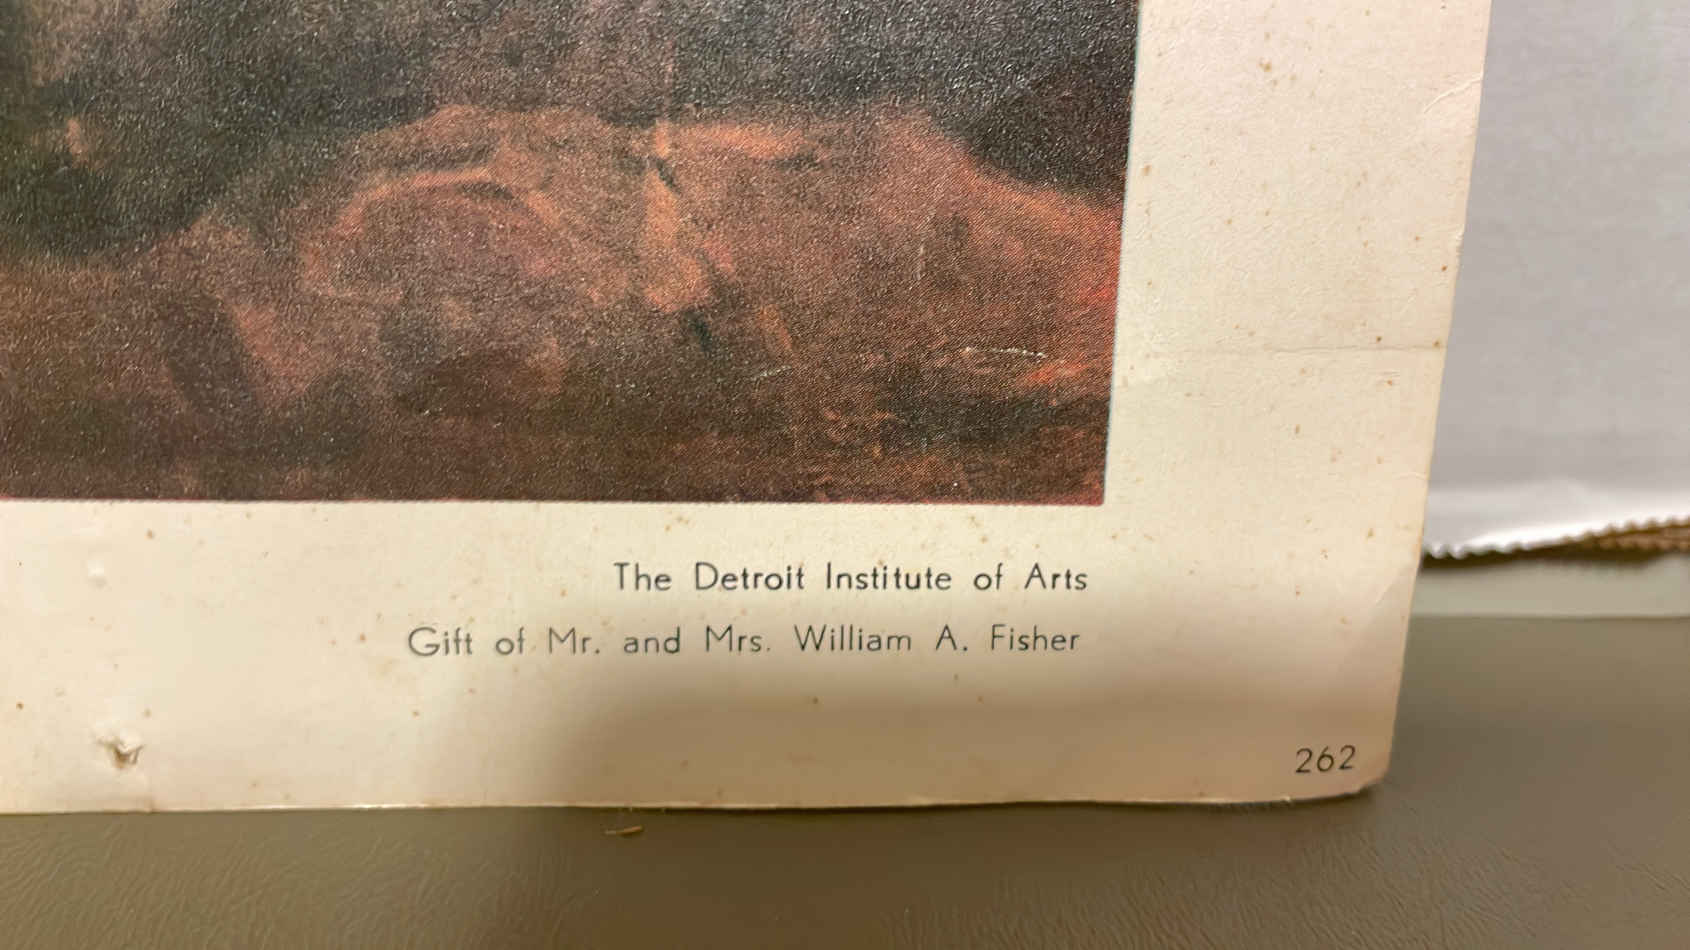 The Detroit Institute of Arts
Gift of Mr. and Mrs. William A. Fisher
262